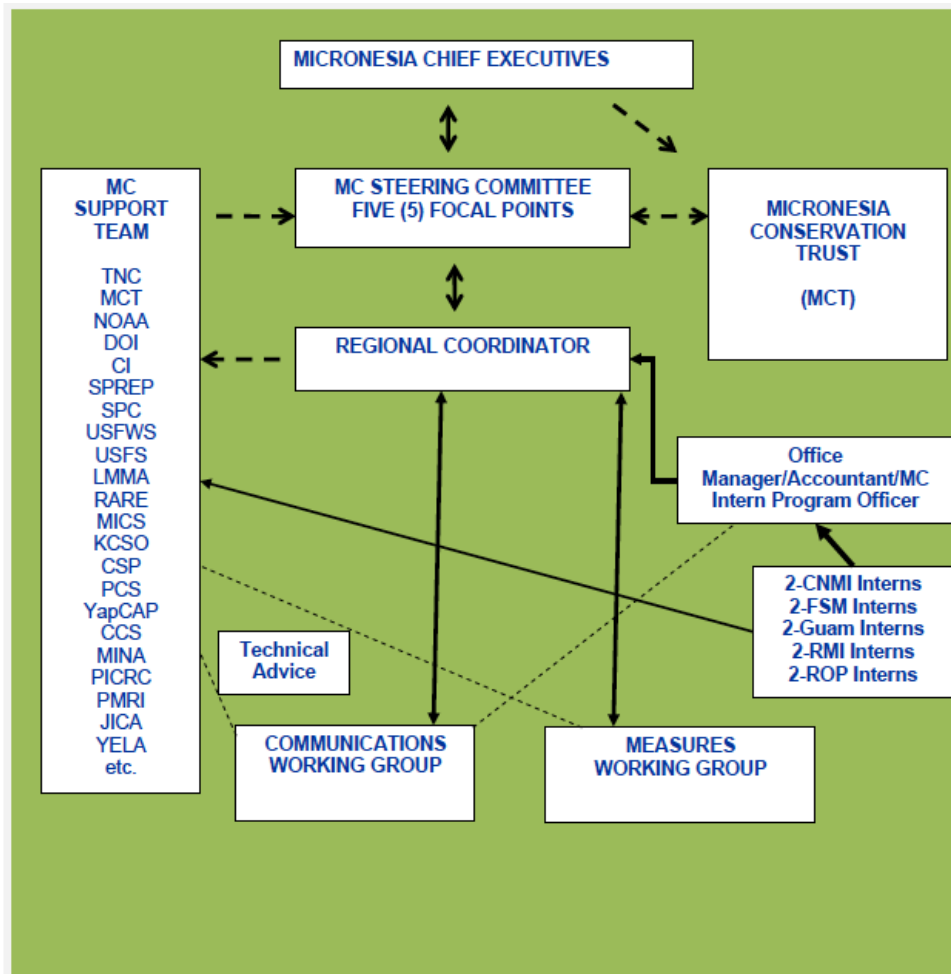 MICRONESIA CHIEF EXECUTIVES
MC
SUPPORT
TEAM
TNC
MCT
NOAA
DOI
CI
SPREP
SPC
USFWS
USFS
LMMA
RARE
MICS
KCSO
CSP
PCS
YapCAP
CCS
MINA
PICRC
PMRI
JICA
YELA
etc.
MC STEERING COMMITTEE
FIVE (5) FOCAL POINTS
MICRONESIA
CONSERVATION
TRUST
(MCT)
REGIONAL COORDINATOR
Office
Manager/Accountant/MC
Intern Program Officer
2-CNMI Interns
2-FSM Interns
2-Guam Interns
2-RMI Interns
2-ROP Interns
Technical
Advice
COMMUNICATIONS
WORKING GROUP
MEASURES
WORKING GROUP